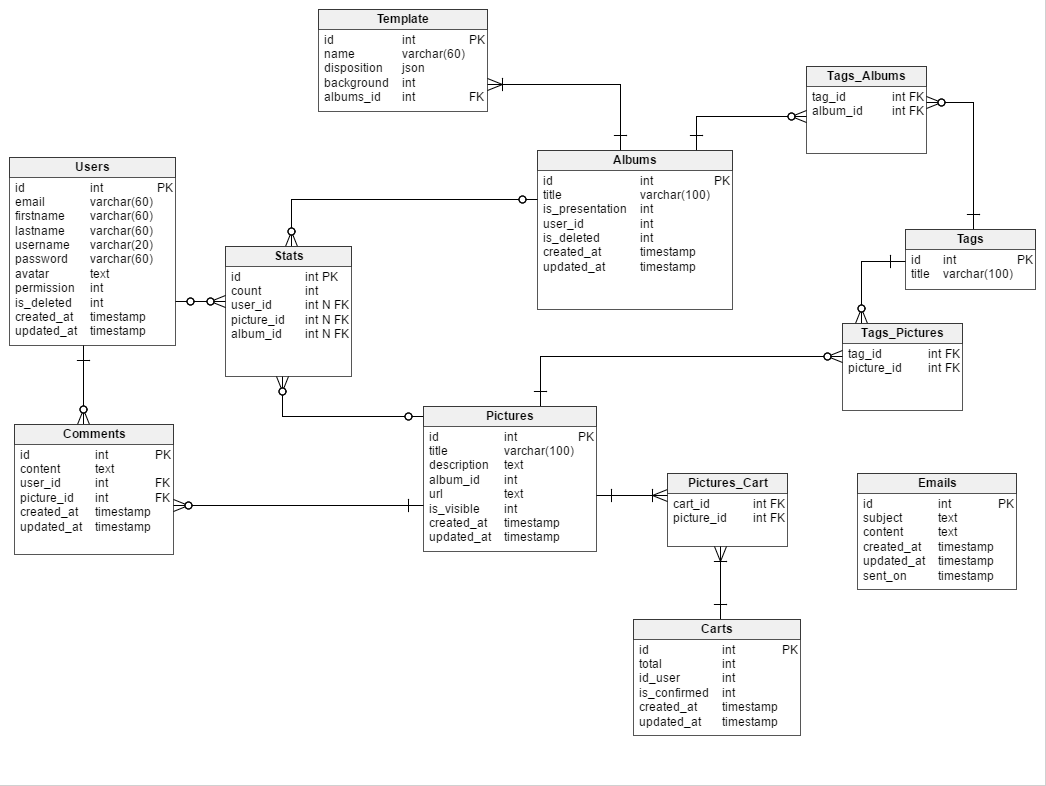 Template
id int PK
name varchar(60)
disposition json
background int
albums_id int FK
Tags_Albums
tag_id int FK
album_id int FK
Users
id int PK
email varchar(60)
firstname varchar(60)
lastname varchar(60)
username varchar(20)
password varchar(60)
avatar text
permission int
is_deleted int
created_at timestamp
updated_at timestamp
Albums
id int PK
title varchar(100)
is_presentation int
user_id int
is_deleted int
created_at timestamp
updated_at timestamp
Stats
id int PK
count int
user_id int N FK
picture_id int N FK
album_id int N FK
Tags
id int PK
title varchar(100)
Tags_Pictures
tag_id int FK
picture_id int FK
Comments
id int PK
content text
user_id int FK
picture_id int FK
created_at timestamp
updated_at timestamp
Pictures
id int PK
title varchar(100)
description text
album_id int
url text
is_visible int
created_at timestamp
updated_at timestamp
Pictures_Cart
cart_id int FK
picture_id int FK
Emails
id int PK
subject text
content text
created_at timestamp
updated_at timestamp
sent_on timestamp
Carts
id int PK
total int
id_user int
is_confirmed int
created_at timestamp
updated_at timestamp